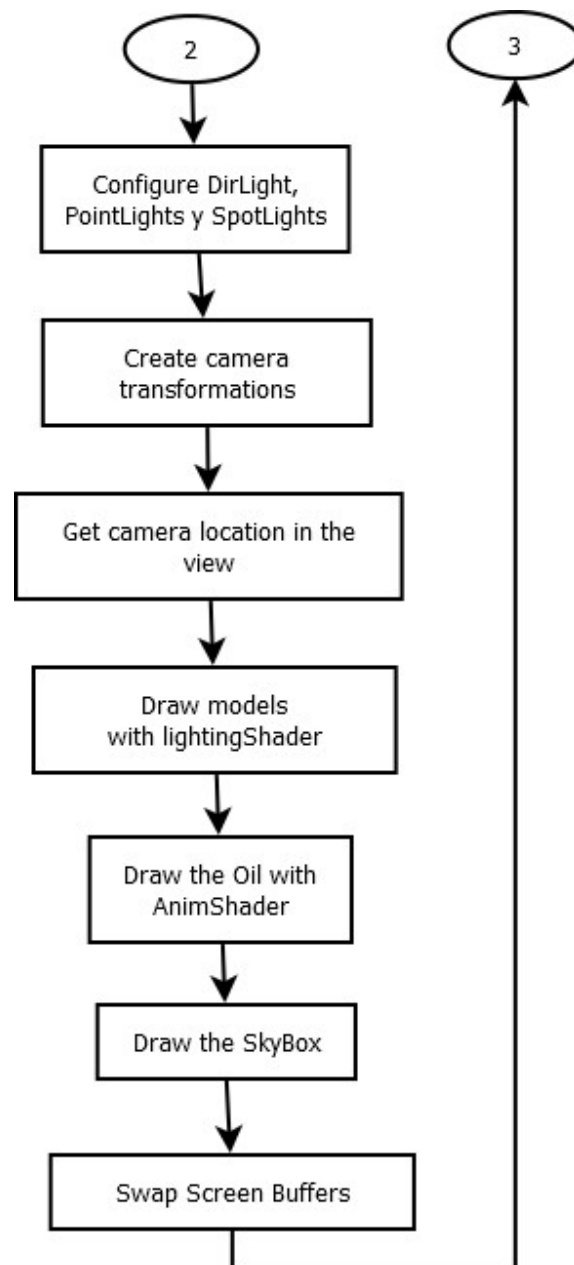 2
3
Configure DirLight,
PointLights y SpotLights
Create camera
transformations
Get camera location in the
view
Draw models
with lightingShader
Draw the Oil with
AnimShader
Draw the SkyBox
Swap Screen Buffers